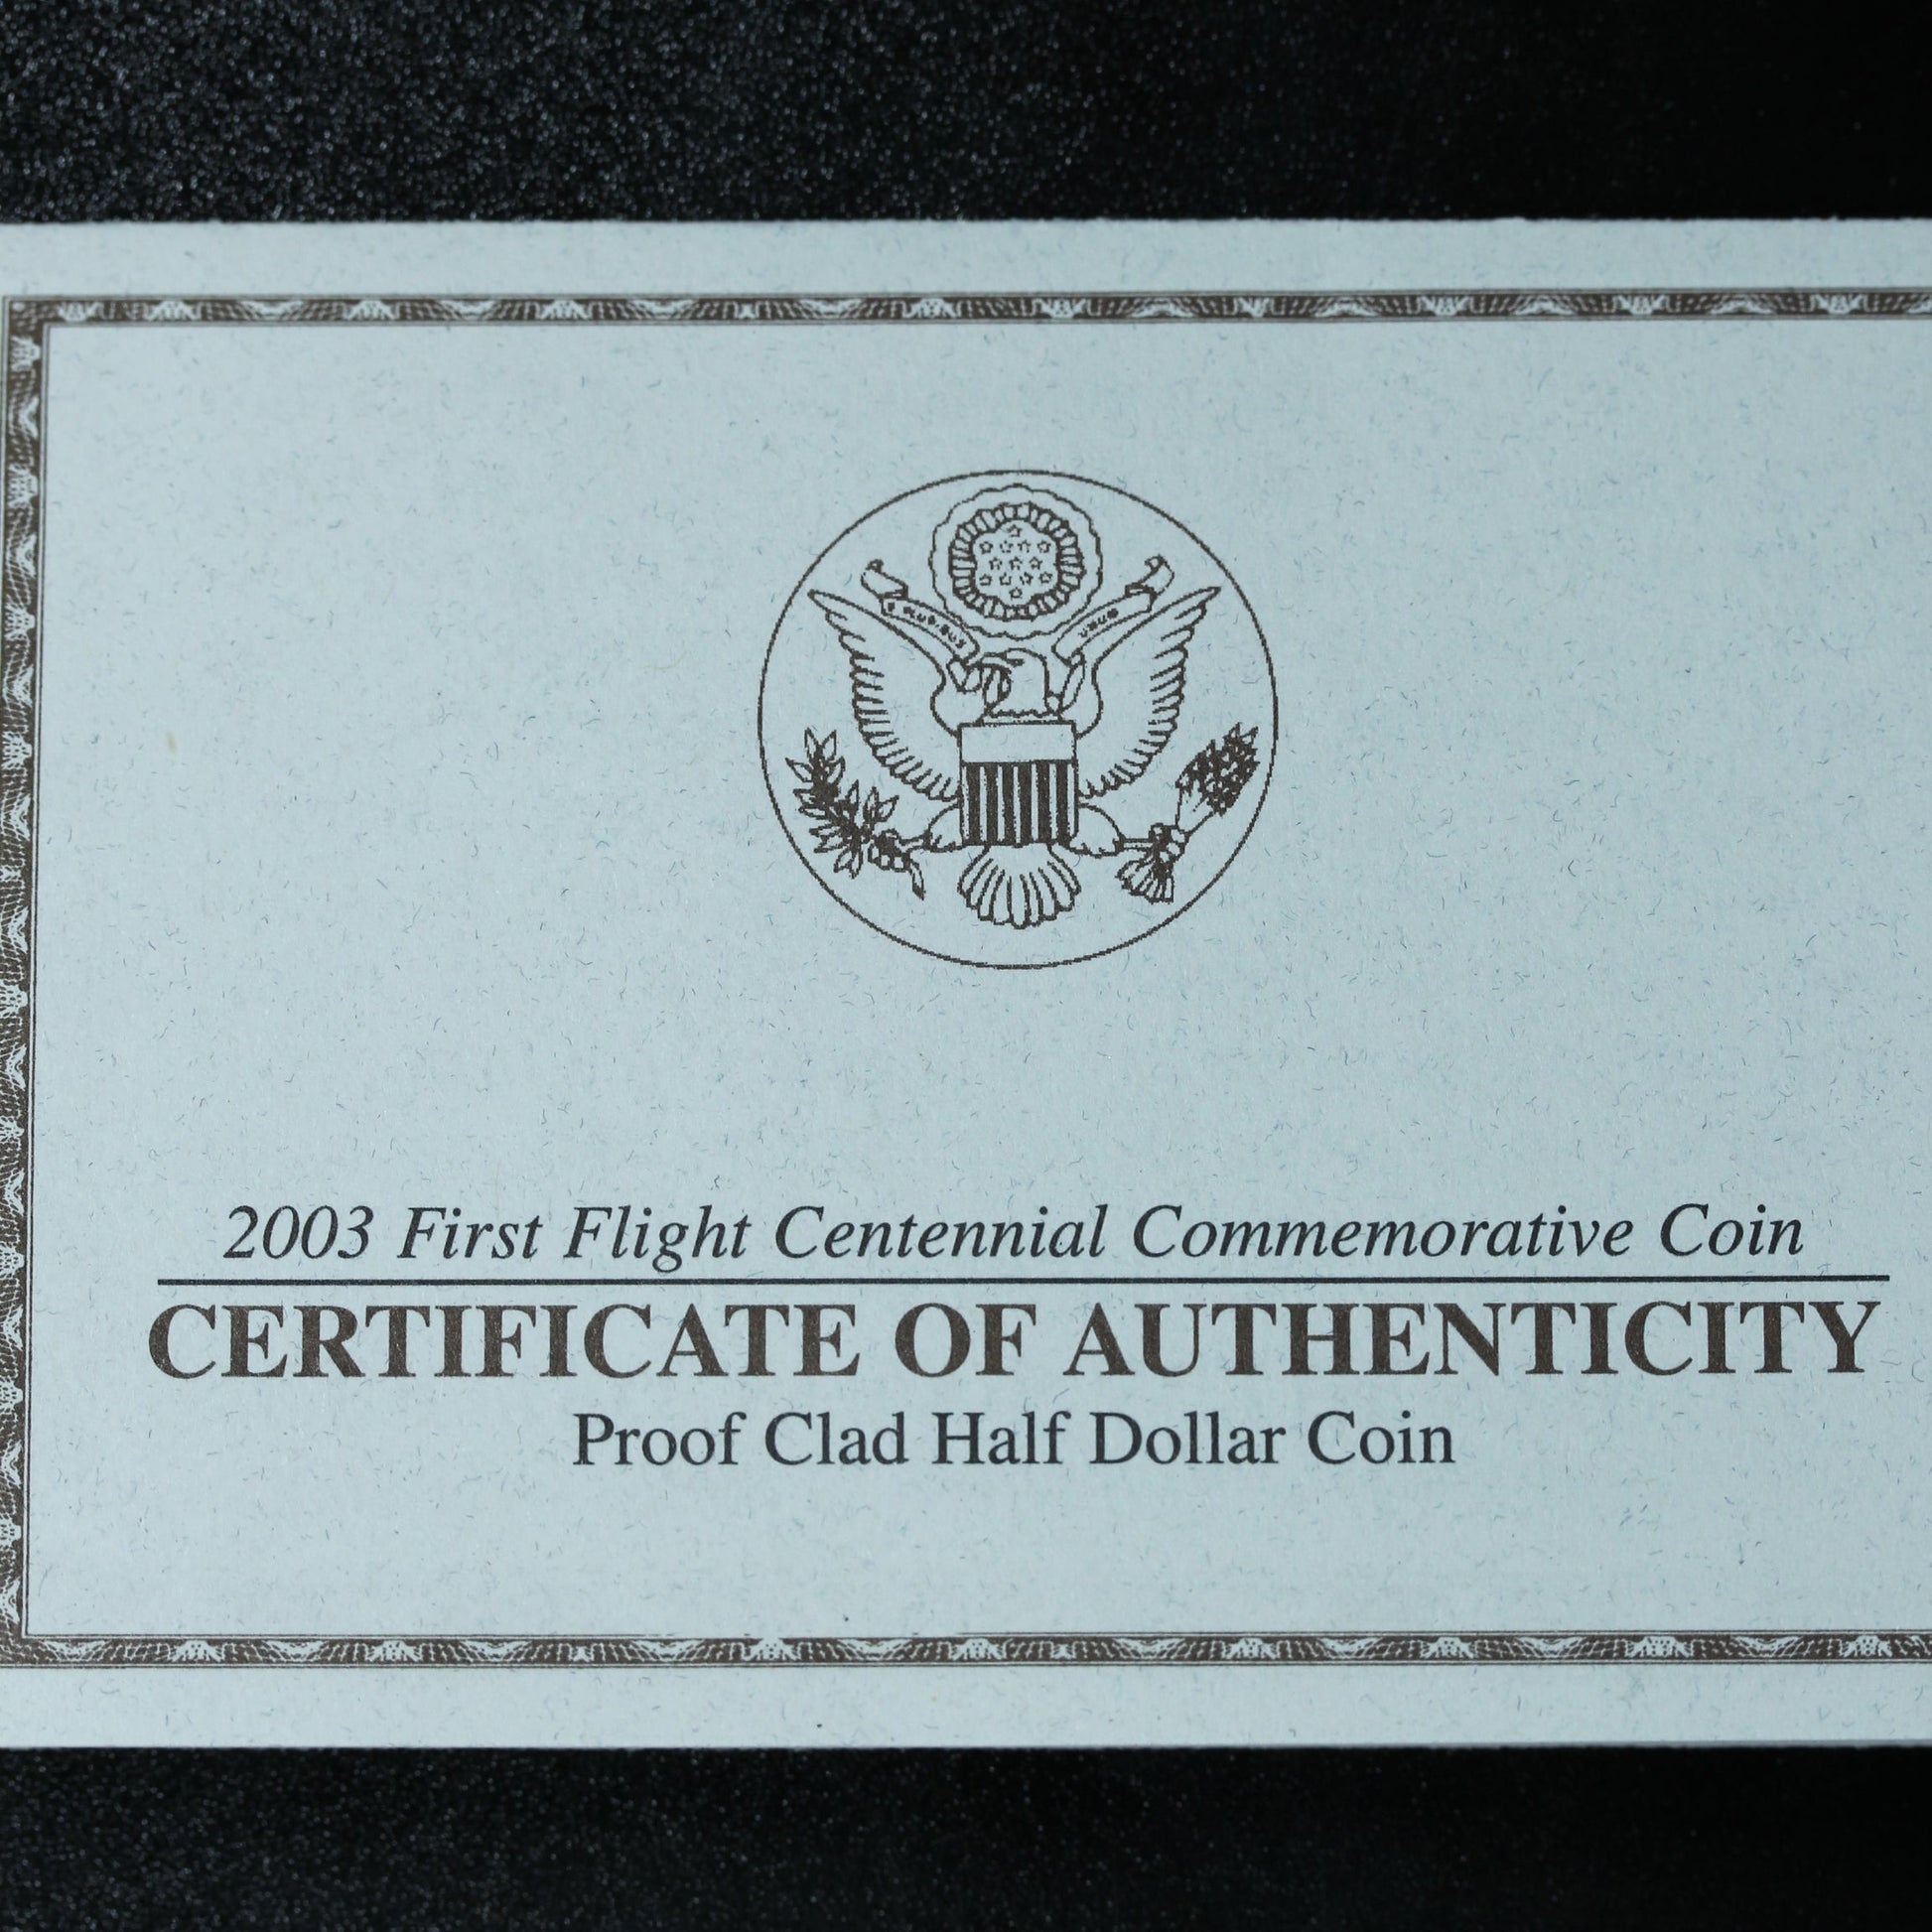 2003 First Flight Centennial Commemorative Coin
CERTIFICATE OF AUTHENTICITY
Proof Clad Half Dollar Coin